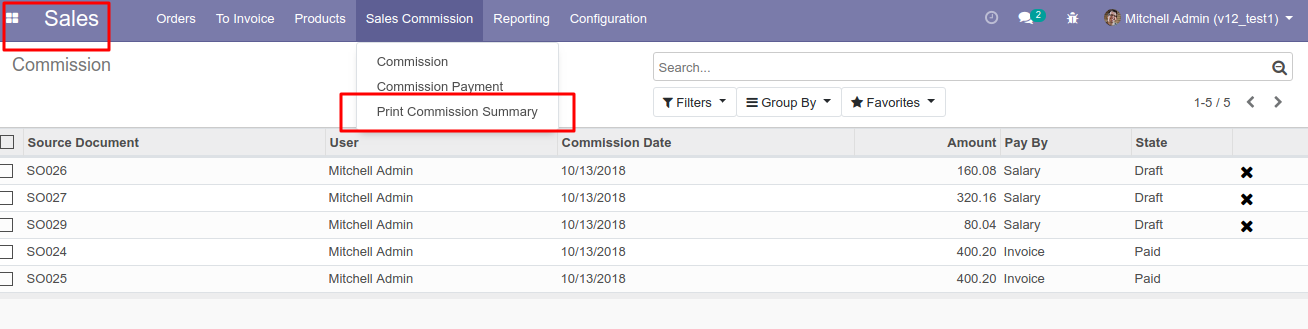 Sales Orders To Invoice Products Sales Commission Reporting Configuration 2 Mitchell Admin (v12_test1)
Commission
Commission
Commission Payment
Print Commission Summary
Search...
Filters Group By Favorites 1-5 / 5
Source Document User Commission Date Amount Pay By State
SO026 Mitchell Admin 10/13/2018 160.08 Salary Draft
SO027 Mitchell Admin 10/13/2018 320.16 Salary Draft
SO029 Mitchell Admin 10/13/2018 80.04 Salary Draft
SO024 Mitchell Admin 10/13/2018 400.20 Invoice Paid
SO025 Mitchell Admin 10/13/2018 400.20 Invoice Paid